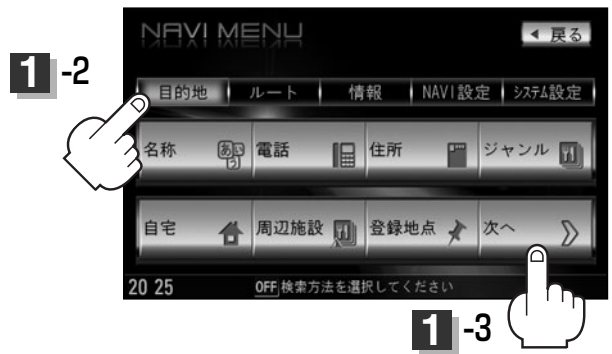 NAVI MENU
◀ 戻る
1 -2
目的地 ルート 情報 NAVI設定 システム設定
名称 あいう 電話 住所 ジャンル
自宅 周辺施設 登録地点 次へ
20 25 OFF 検索方法を選択してください
1 -3